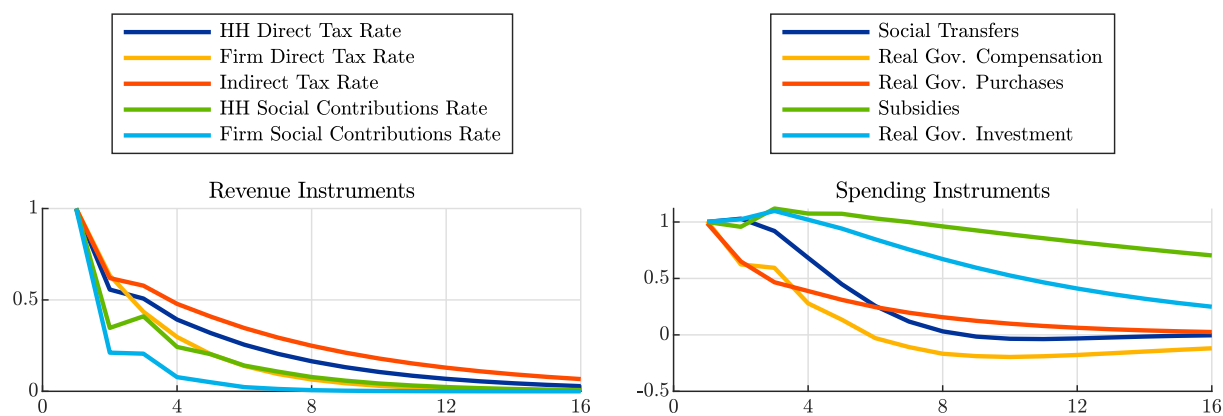 HH Direct Tax Rate
Firm Direct Tax Rate
Indirect Tax Rate
HH Social Contributions Rate
Firm Social Contributions Rate
Social Transfers
Real Gov. Compensation
Real Gov. Purchases
Subsidies
Real Gov. Investment
Revenue Instruments
1
0.5
0
0 4 8 12 16
Spending Instruments
1
0.5
0
-0.5
0 4 8 12 16